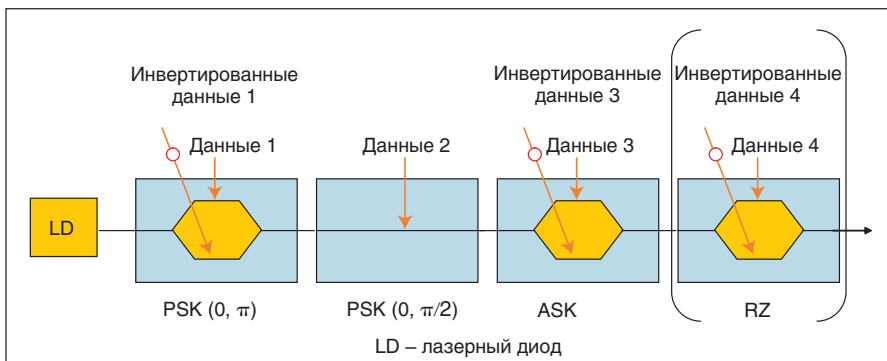 Инвертированные
данные 1
Инвертированные
данные 3
Инвертированные
данные 4
Данные 1
Данные 2
Данные 3
Данные 4
LD
PSK (0, π)
PSK (0, π/2)
ASK
RZ
LD – лазерный диод